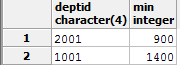 deptid min
character(4) integer
1 2001 900
2 1001 1400